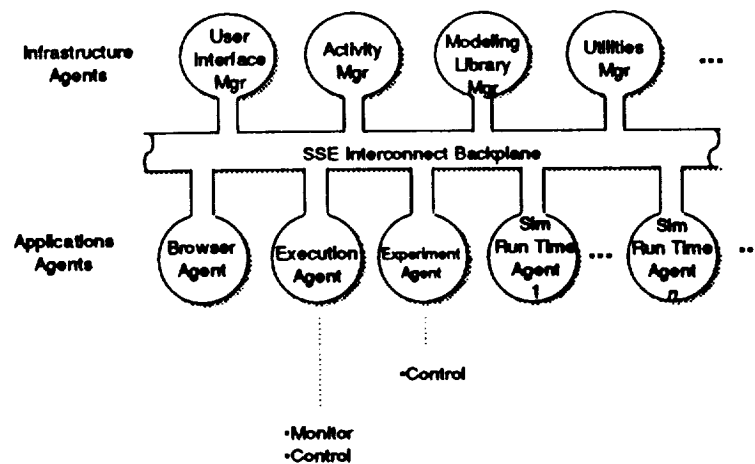 Infrastructure
Agents
User
Interface
Mgr
Activity
Mgr
Modeling
Library
Mgr
Utilities
Mgr
...
SSE Interconnect Backplane
Applications
Agents
Browser
Agent
Execution
Agent
Experiment
Agent
Sim
Run Time
Agent
1
...
Sim
Run Time
Agent
n
...
•Control
•Monitor
•Control